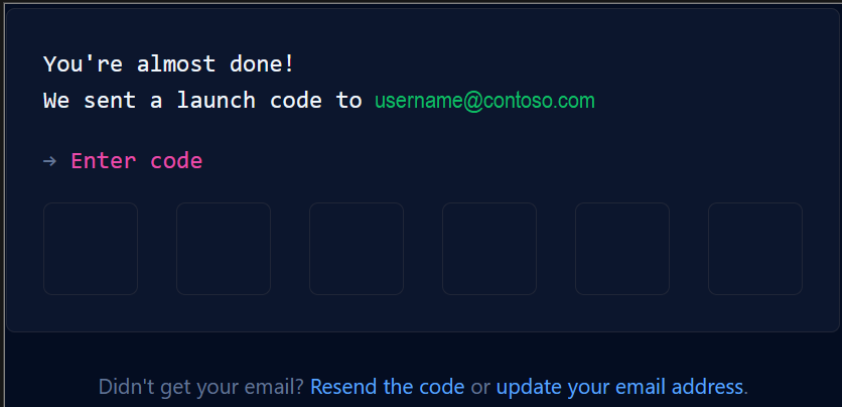 You're almost done!
We sent a launch code to username@contoso.com
→ Enter code
Didn't get your email? Resend the code or update your email address.